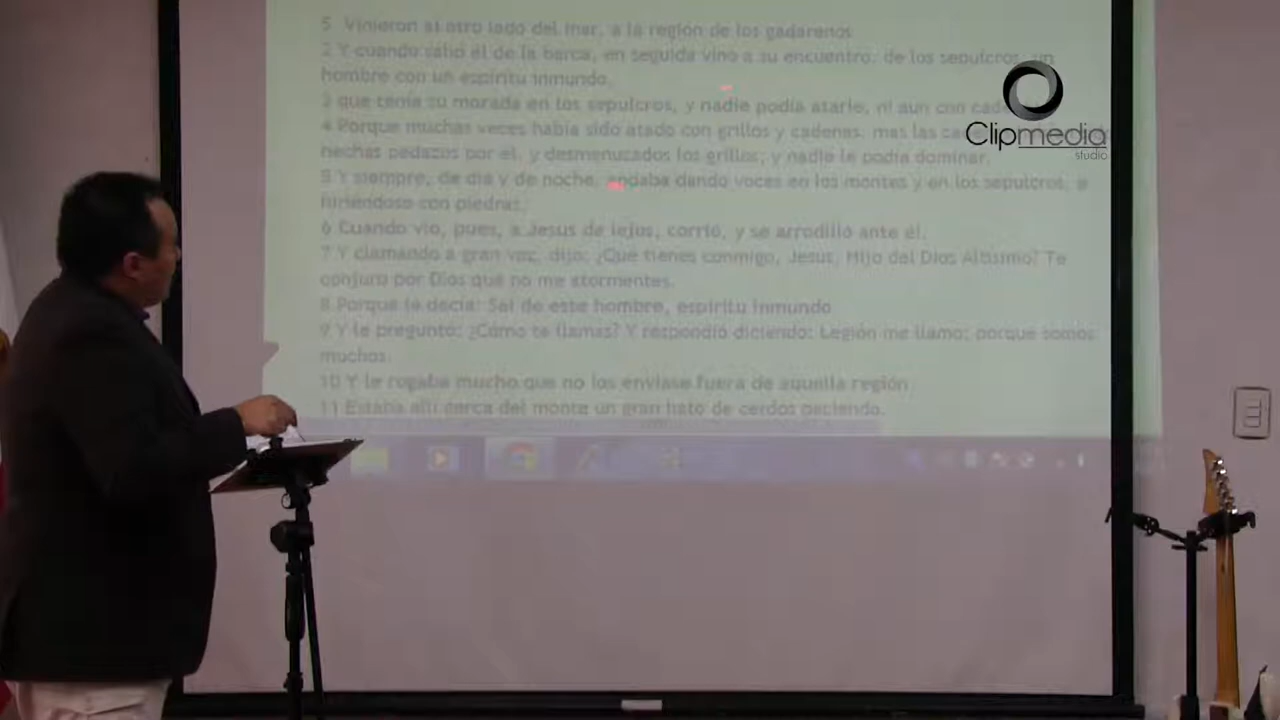 5 Vinieron al otro lado del mar, a la región de los gadarenos
2 Y cuando salió él de la barca, en seguida vino a su encuentro, de los sepulcros, un
hombre con un espíritu inmundo,
3 que tenía su morada en los sepulcros, y nadie podía atarle, ni aun con
4 Porque muchas veces había sido atado con grillos y cadenas, mas las
hechas pedazos por él, y desmenuzados los grillos; y nadie le podía dominar.
5 Y siempre, de día y de noche, andaba dando voces en los montes y en los sepulcros, e
hiriéndose con piedras.
6 Cuando vio, pues, a Jesús de lejos, corrió, y se arrodilló ante él.
7 Y clamando a gran voz, dijo: ¿Qué tienes conmigo, Jesús, Hijo del Dios Altísimo? Te
conjuro por Dios que no me atormentes.
8 Porque le decía: Sal de este hombre, espíritu inmundo
9 Y le preguntó: ¿Cómo te llamas? Y respondió diciendo: Legión me llamo; porque somos
muchos.
10 Y le rogaba mucho que no los enviase fuera de aquella región
11 Estaba allí cerca del monte un gran hato de cerdos paciendo.
Clipmedia
studio